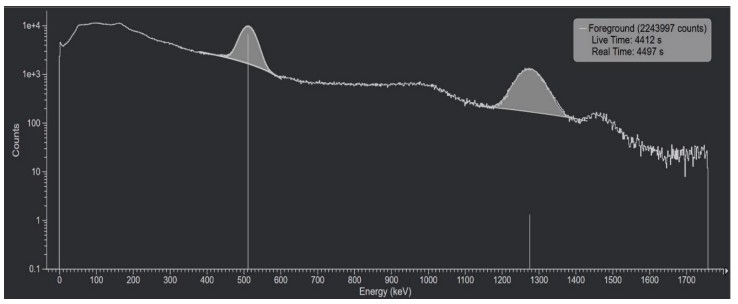 1e+4
1e+3
100
10
1
0.1
Counts
Foreground (2243997 counts)
Live Time: 4412 s
Real Time: 4497 s
0 100 200 300 400 500 600 700 800 900 1000 1100 1200 1300 1400 1500 1600 1700
Energy (keV)